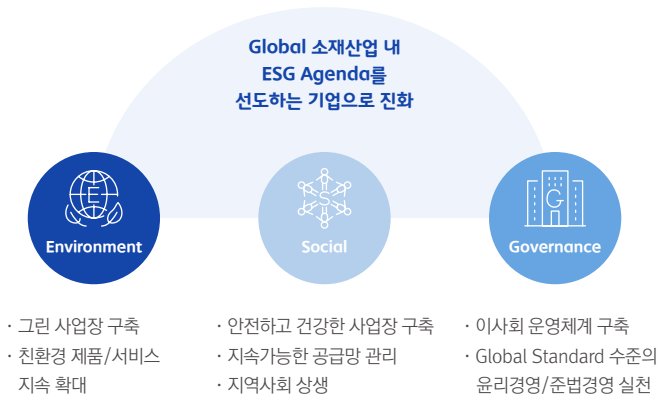 Global 소재산업 내
ESG Agenda를
선도하는 기업으로 진화
E
Environment
S
Social
G
Governance
· 그린 사업장 구축
· 친환경 제품/서비스
지속 확대
· 안전하고 건강한 사업장 구축
· 지속가능한 공급망 관리
· 지역사회 상생
· 이사회 운영체계 구축
· Global Standard 수준의
윤리경영/준법경영 실천